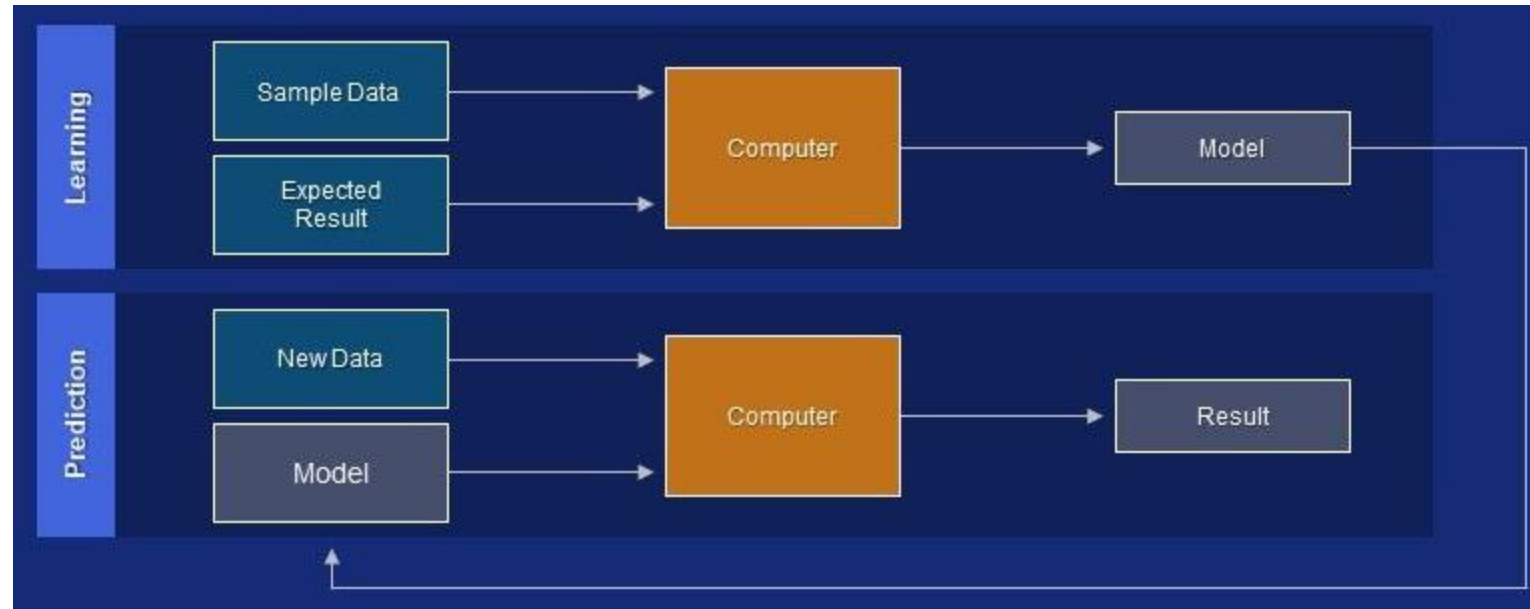 Learning
Sample Data
Expected
Result
Computer
Model
Prediction
New Data
Model
Computer
Result